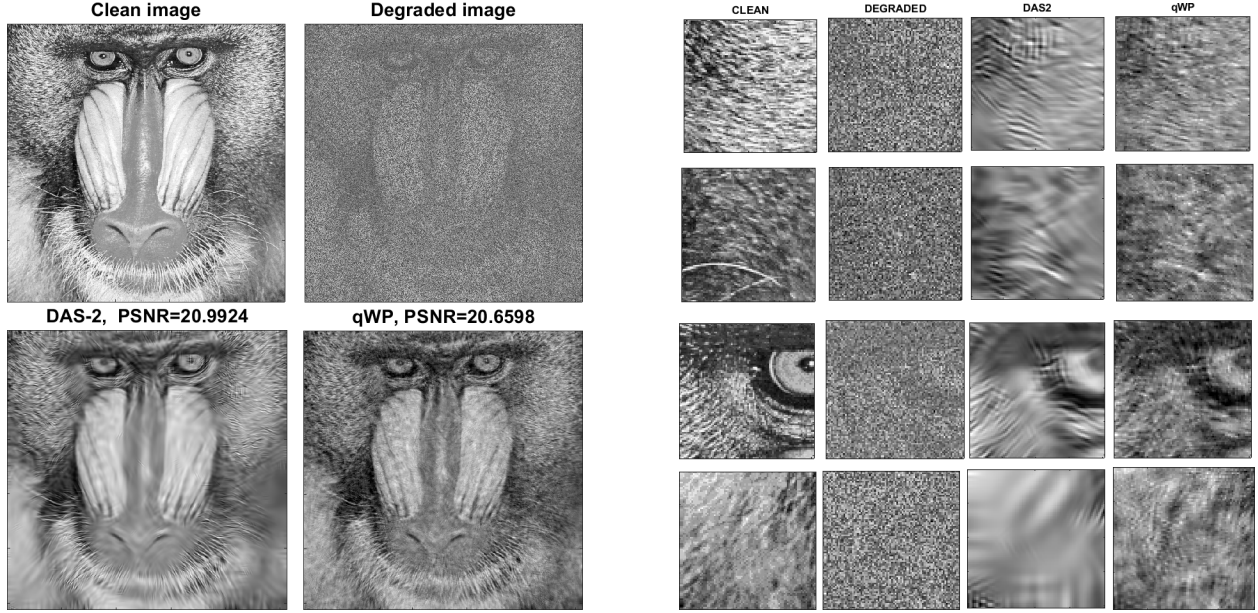 Clean image
Degraded image
DAS-2, PSNR=20.9924
qWP, PSNR=20.6598
CLEAN
DEGRADED
DAS2
qWP